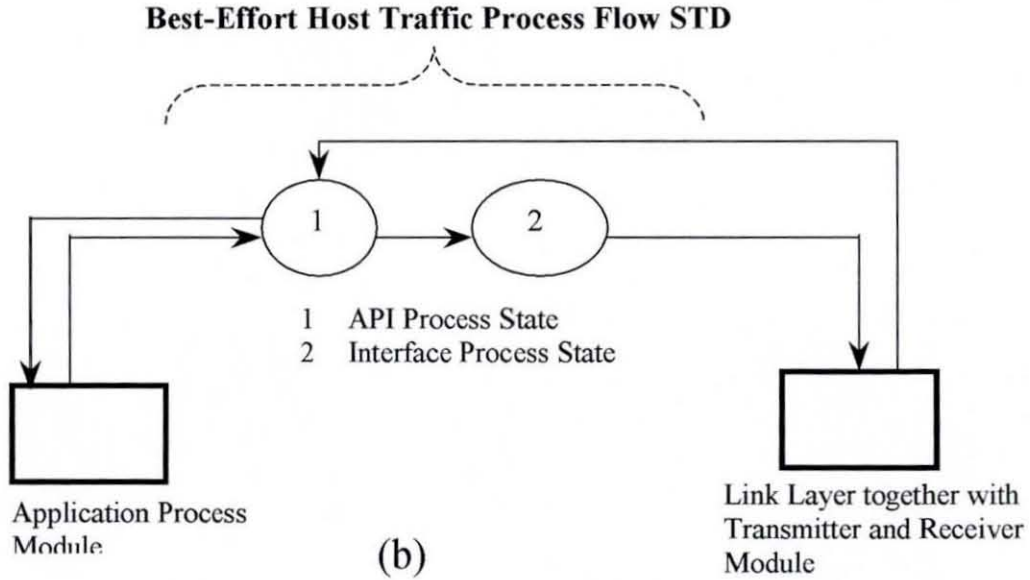 Best-Effort Host Traffic Process Flow STD
1
2
1 API Process State
2 Interface Process State
Application Process
Module
Link Layer together with
Transmitter and Receiver
Module
(b)